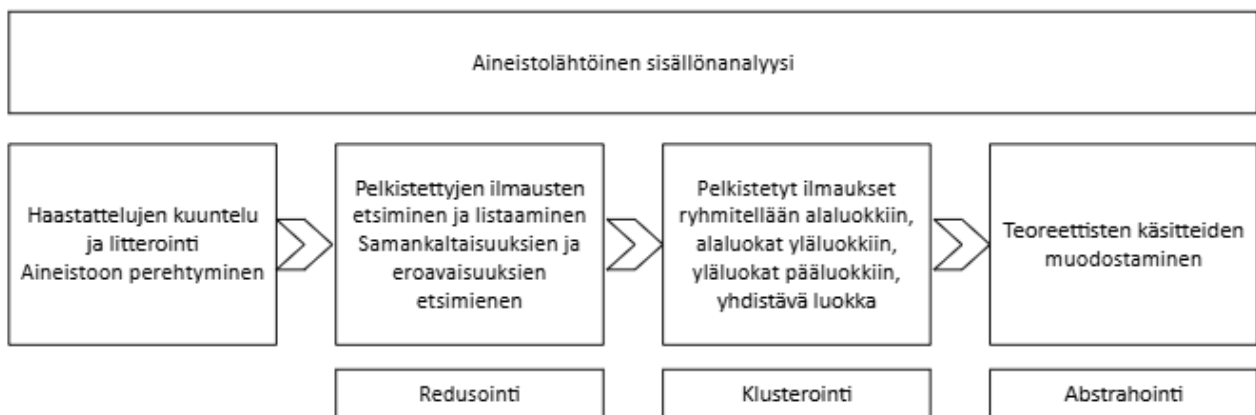 Aineistolähtöinen sisällönanalyysi
Haastattelujen kuuntelu
ja litterointi
Aineistoon perehtyminen
Pelkistettyjen ilmausten
etsiminen ja listaaminen
Samankaltaisuuksien ja
eroavaisuuksien
etsimienen
Pelkistetyt ilmaukset
ryhmitellään alaluokkiin,
alaluokat yläluokkiin,
yläluokat pääluokkiin,
yhdistävä luokka
Teoreettisten käsitteiden
muodostaminen
Redusointi
Klusterointi
Abstrahointi